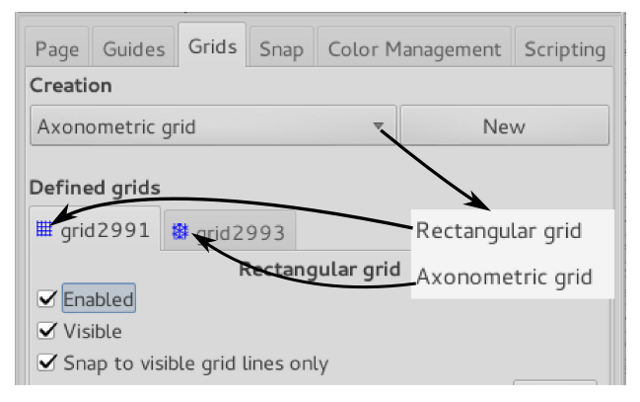 Page Guides Grids Snap Color Management Scripting
Creation
Axonometric grid New
Defined grids
grid2991 grid2993
Rectangular grid
Rectangular grid
Axonometric grid
Enabled
Visible
Snap to visible grid lines only